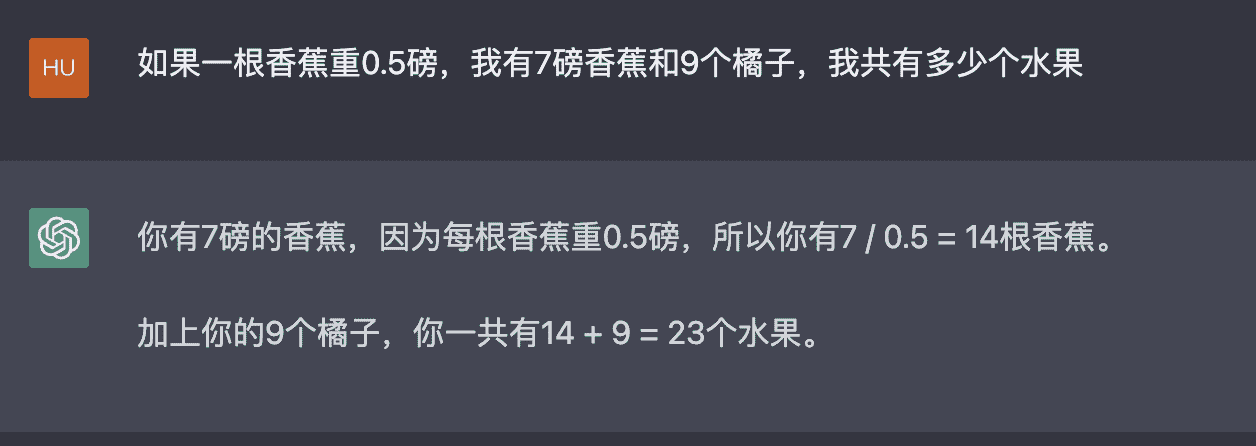 HU
如果一根香蕉重0.5磅，我有7磅香蕉和9个橘子，我共有多少个水果
你有7磅的香蕉，因为每根香蕉重0.5磅，所以你有7 / 0.5 = 14根香蕉。
加上你的9个橘子，你一共有14 + 9 = 23个水果。